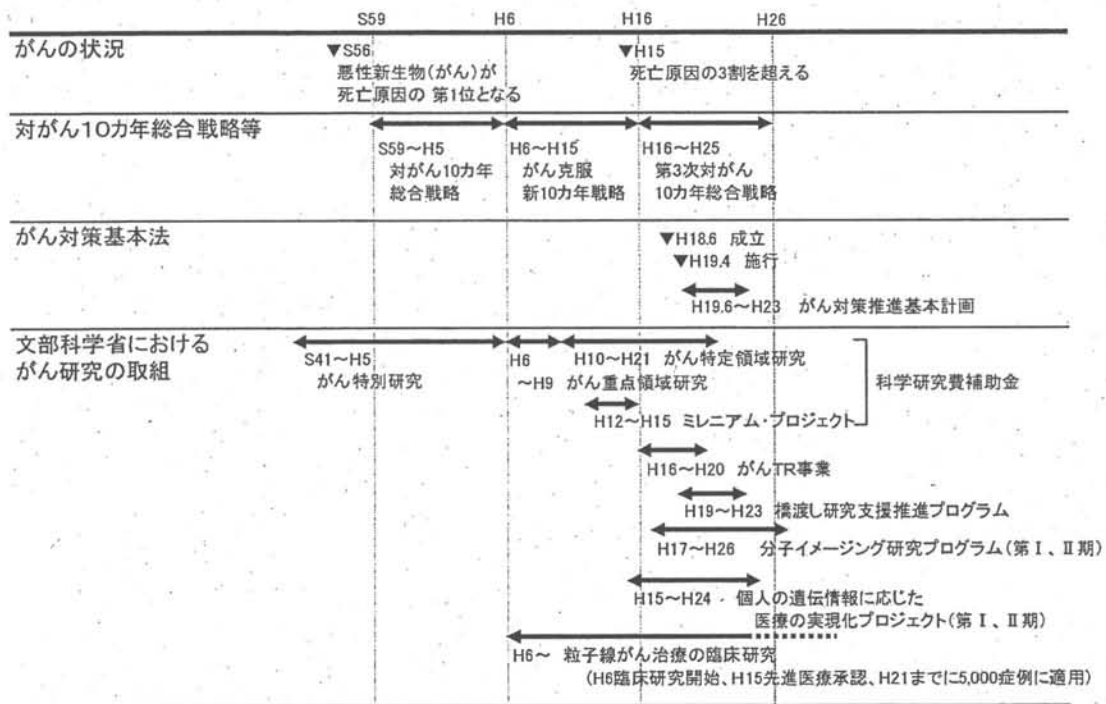 S59 H6 H16 H26
がんの状況
▼S56
悪性新生物(がん)が
死亡原因の 第1位となる
▼H15
死亡原因の3割を超える
対がん10カ年総合戦略等
S59～H5
対がん10カ年
総合戦略
H6～H15
がん克服
新10カ年戦略
H16～H25
第3次対がん
10カ年総合戦略
がん対策基本法
▼H18.6 成立
▼H19.4 施行
H19.6～H23 がん対策推進基本計画
文部科学省における
がん研究の取組
S41～H5
がん特別研究
H6
～H9 がん重点領域研究
H10～H21 がん特定領域研究
H12～H15 ミレニアム・プロジェクト
科学研究費補助金
H16～H20 がんTR事業
H19～H23 橋渡し研究支援推進プログラム
H17～H26 分子イメージング研究プログラム(第Ⅰ、Ⅱ期)
H15～H24 個人の遺伝情報に応じた
医療の実現化プロジェクト(第Ⅰ、Ⅱ期)
H6～ 粒子線がん治療の臨床研究
(H6臨床研究開始、H15先進医療承認、H21までに5,000症例に適用)